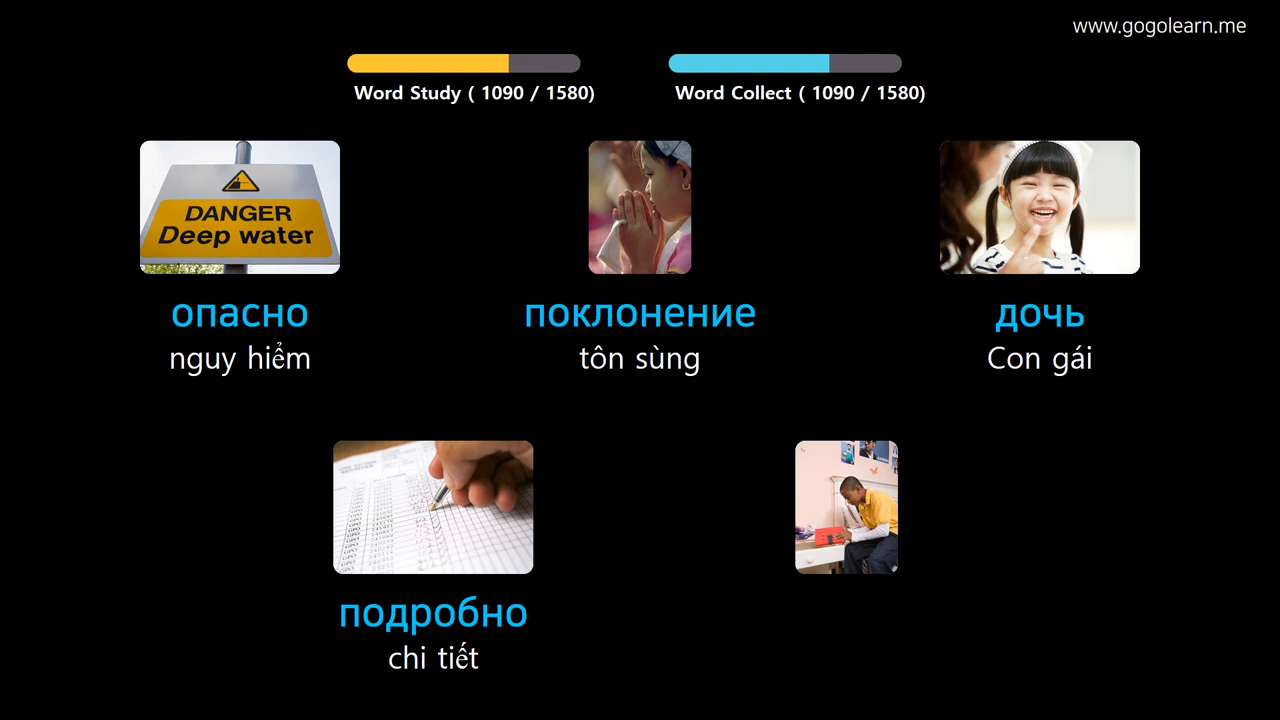 www.gogolearn.me
Word Study ( 1090 / 1580)
Word Collect ( 1090 / 1580)
DANGER
Deep water
опасно
поклонение
дочь
nguy hiểm
tôn sùng
Con gái
подробно
chi tiết